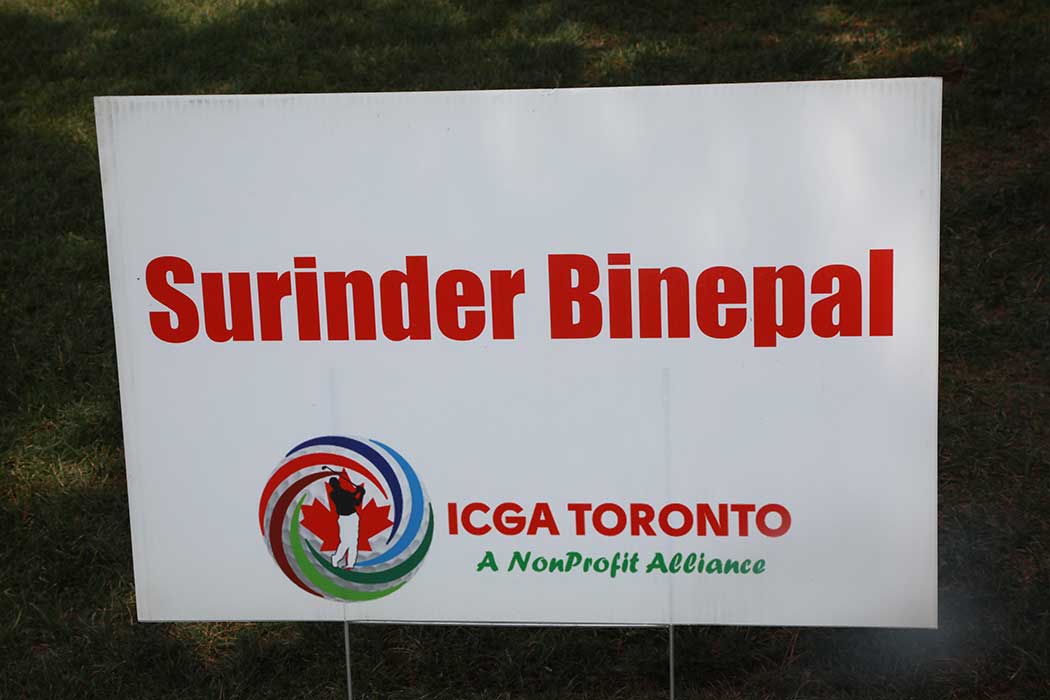 Surinder Binepal
ICGA TORONTO
A NonProfit Alliance